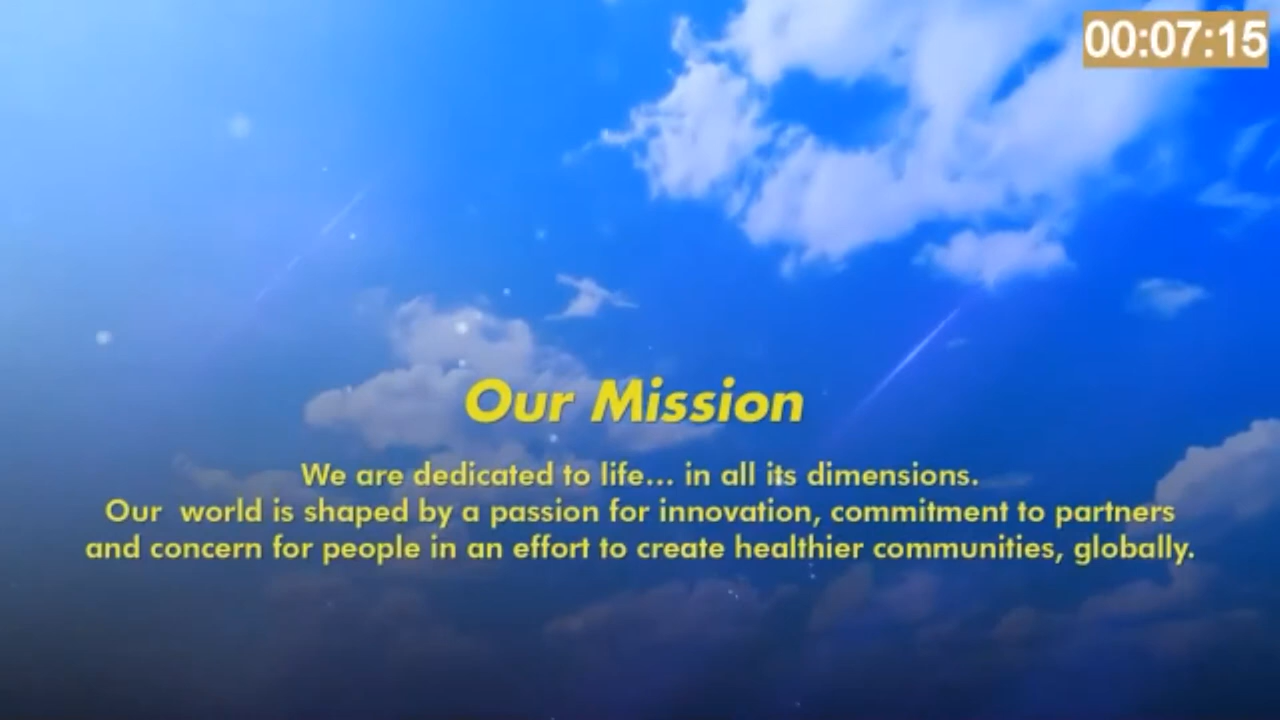 00:07:15
Our Mission
We are dedicated to life... in all its dimensions.
Our  world is shaped by a passion for innovation, commitment to partners
and concern for people in an effort to create healthier communities, globally.